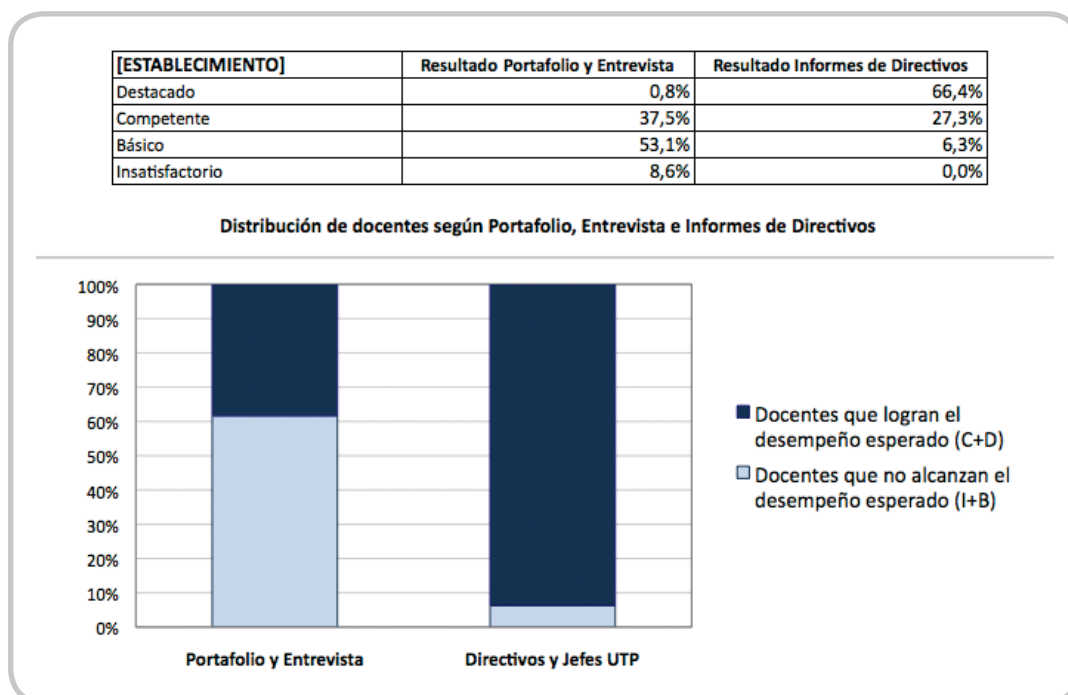 [ESTABLECIMIENTO] Resultado Portafolio y Entrevista Resultado Informes de Directivos
Destacado 0,8% 66,4%
Competente 37,5% 27,3%
Básico 53,1% 6,3%
Insatisfactorio 8,6% 0,0%
Distribución de docentes según Portafolio, Entrevista e Informes de Directivos
100%
90%
80%
70%
60%
50%
40%
30%
20%
10%
0%
Portafolio y Entrevista Directivos y Jefes UTP
Docentes que logran el
desempeño esperado (C+D)
Docentes que no alcanzan el
desempeño esperado (I+B)